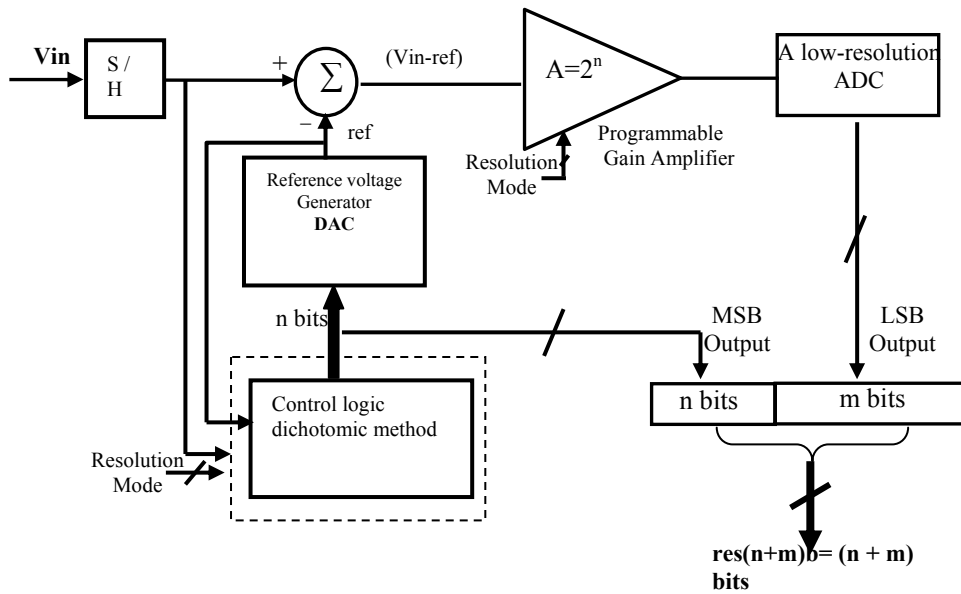 Vin
S /
H
+
Σ
−
ref
(Vin-ref)
A=2ⁿ
Programmable
Gain Amplifier
Resolution
Mode
A low-resolution
ADC
Reference voltage
Generator
DAC
n bits
MSB
Output
LSB
Output
n bits
m bits
Control logic
dichotomic method
Resolution
Mode
res(n+m)b= (n + m)
bits